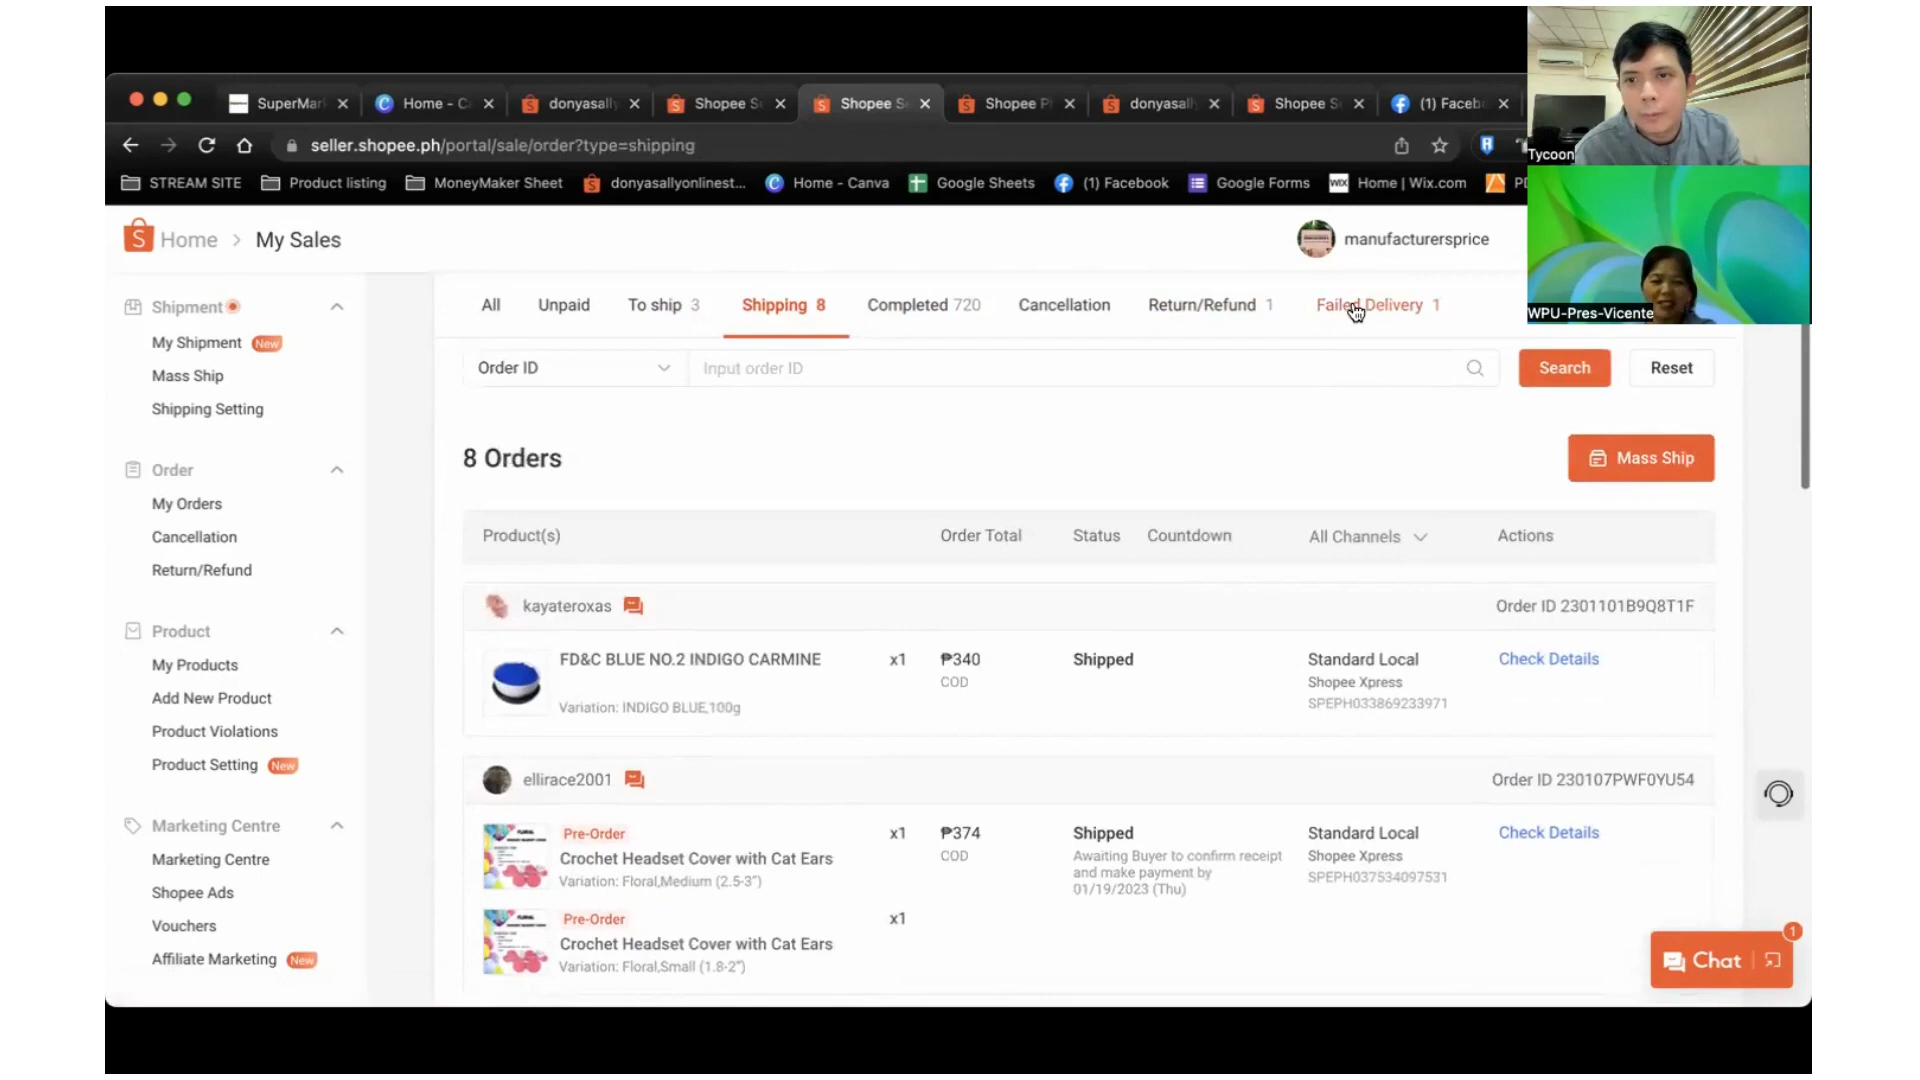 SuperMar
Home - C
donyasally
Shopee S
Shopee S
Shopee P
donyasall
Shopee S
(1) Faceb
seller.shopee.ph/portal/sale/order?type=shipping
STREAM SITE
Product listing
MoneyMaker Sheet
donyasallyonlinest...
Home - Canva
Google Sheets
(1) Facebook
Google Forms
Home | Wix.com
Tycoon
WPU-Pres-Vicente
Home > My Sales
manufacturersprice
Shipment
My Shipment New
Mass Ship
Shipping Setting
Order
My Orders
Cancellation
Return/Refund
Product
My Products
Add New Product
Product Violations
Product Setting New
Marketing Centre
Marketing Centre
Shopee Ads
Vouchers
Affiliate Marketing New
All Unpaid To ship 3 Shipping 8 Completed 720 Cancellation Return/Refund 1 Failed Delivery 1
Order ID Input order ID Search Reset
8 Orders Mass Ship
Product(s) Order Total Status Countdown All Channels Actions
kayateroxas Order ID 2301101B9Q8T1F
FD&C BLUE NO.2 INDIGO CARMINE x1 ₱340 Shipped Standard Local Check Details
COD Shopee Xpress
Variation: INDIGO BLUE,100g SPEPH033869233971
ellirace2001 Order ID 230107PWF0YU54
Pre-Order x1 ₱374 Shipped Standard Local Check Details
Crochet Headset Cover with Cat Ears COD Awaiting Buyer to confirm receipt Shopee Xpress
Variation: Floral,Medium (2.5-3") and make payment by SPEPH037534097531
01/19/2023 (Thu)
Pre-Order x1
Crochet Headset Cover with Cat Ears
Variation: Floral,Small (1.8-2")
Chat 1